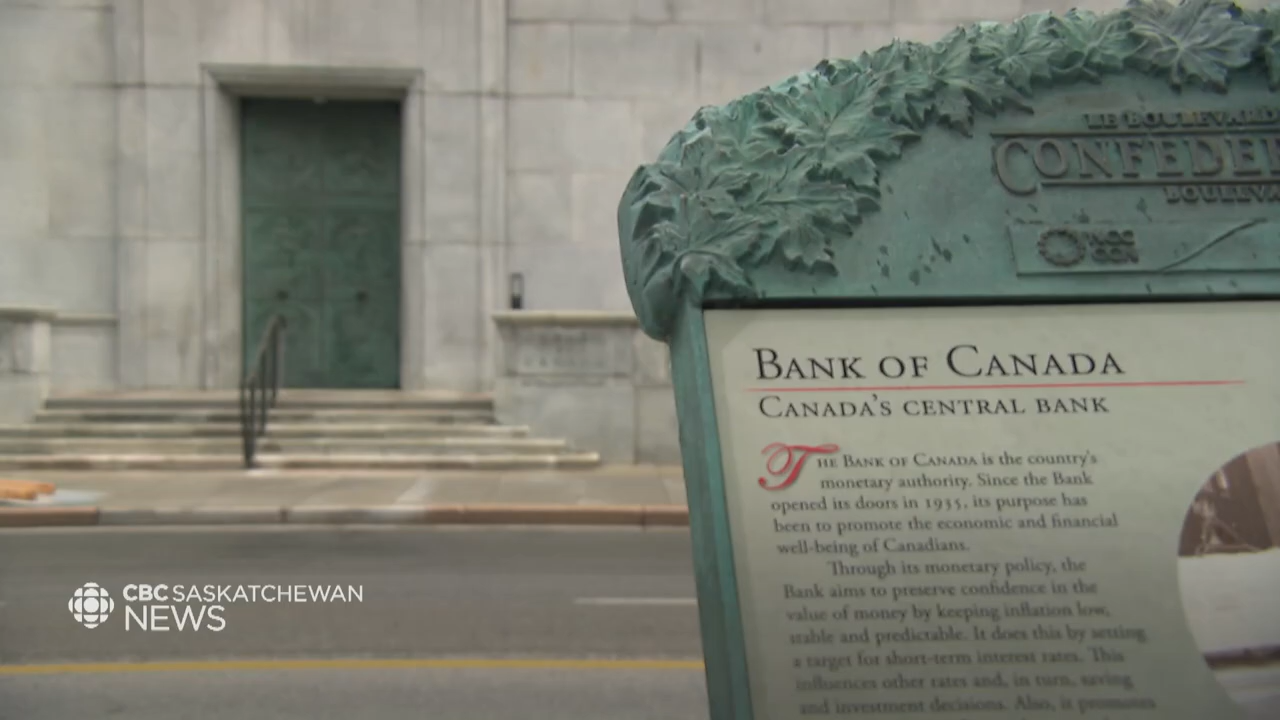 LE BOULEVARD
CONFEDE
BOULEVA
BANK OF CANADA
CANADA'S CENTRAL BANK
THE BANK OF CANADA is the country's
monetary authority. Since the Bank
opened its doors in 1935, its purpose has
been to promote the economic and financial
well-being of Canadians.
Through its monetary policy, the
Bank aims to preserve confidence in the
value of money by keeping inflation low,
stable and predictable. It does this by setting
a target for short-term interest rates. This
influences other rates and, in turn, saving
and investment decisions. Also, it promotes
CBC SASKATCHEWAN
NEWS